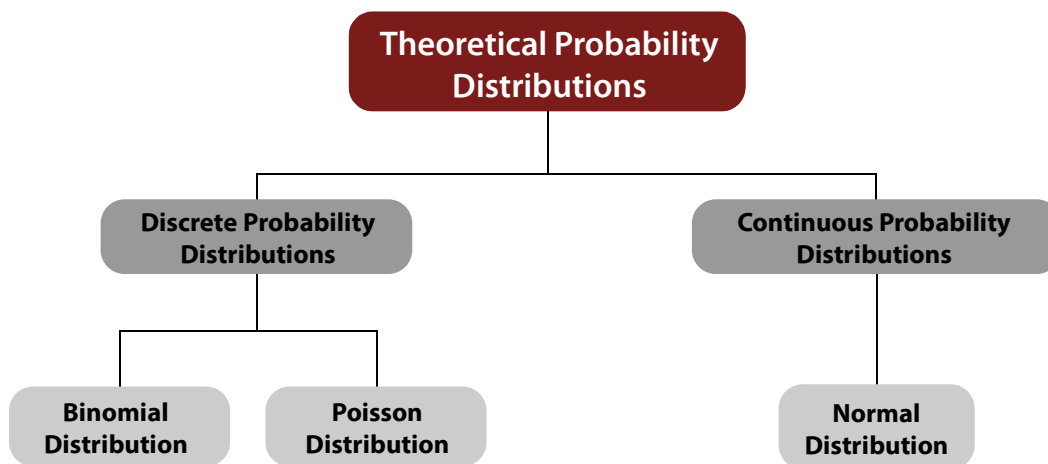 Theoretical Probability
Distributions
Discrete Probability
Distributions
Continuous Probability
Distributions
Binomial
Distribution
Poisson
Distribution
Normal
Distribution